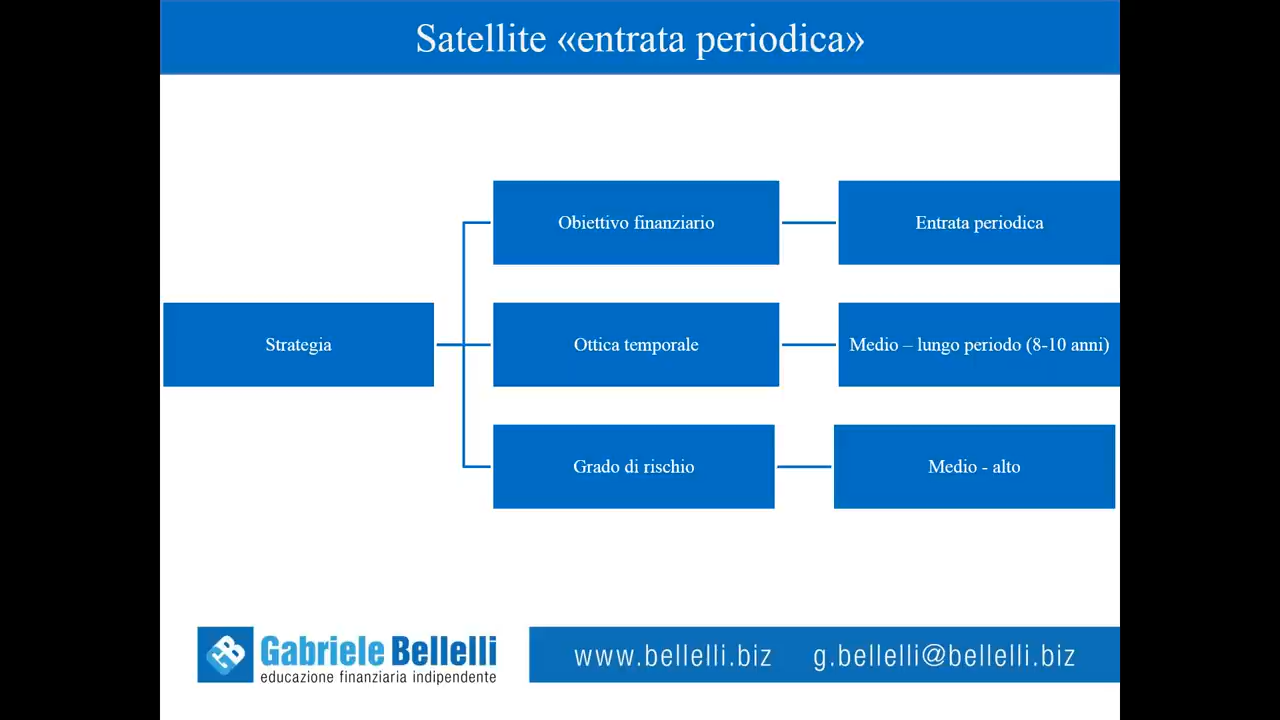 Satellite «entrata periodica»
Obiettivo finanziario
Entrata periodica
Strategia
Ottica temporale
Medio – lungo periodo (8-10 anni)
Grado di rischio
Medio - alto
Gabriele Bellelli
educazione finanziaria indipendente
www.bellelli.biz g.bellelli@bellelli.biz